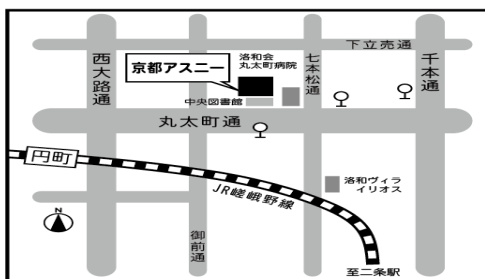 下立売通
西大路通
京都アスニー
洛和会
丸太町病院
七本松通
千本通
中央図書館
丸太町通
円町
JR嵯峨野線
洛和ヴィラ
イリオス
N
御前通
至二条駅